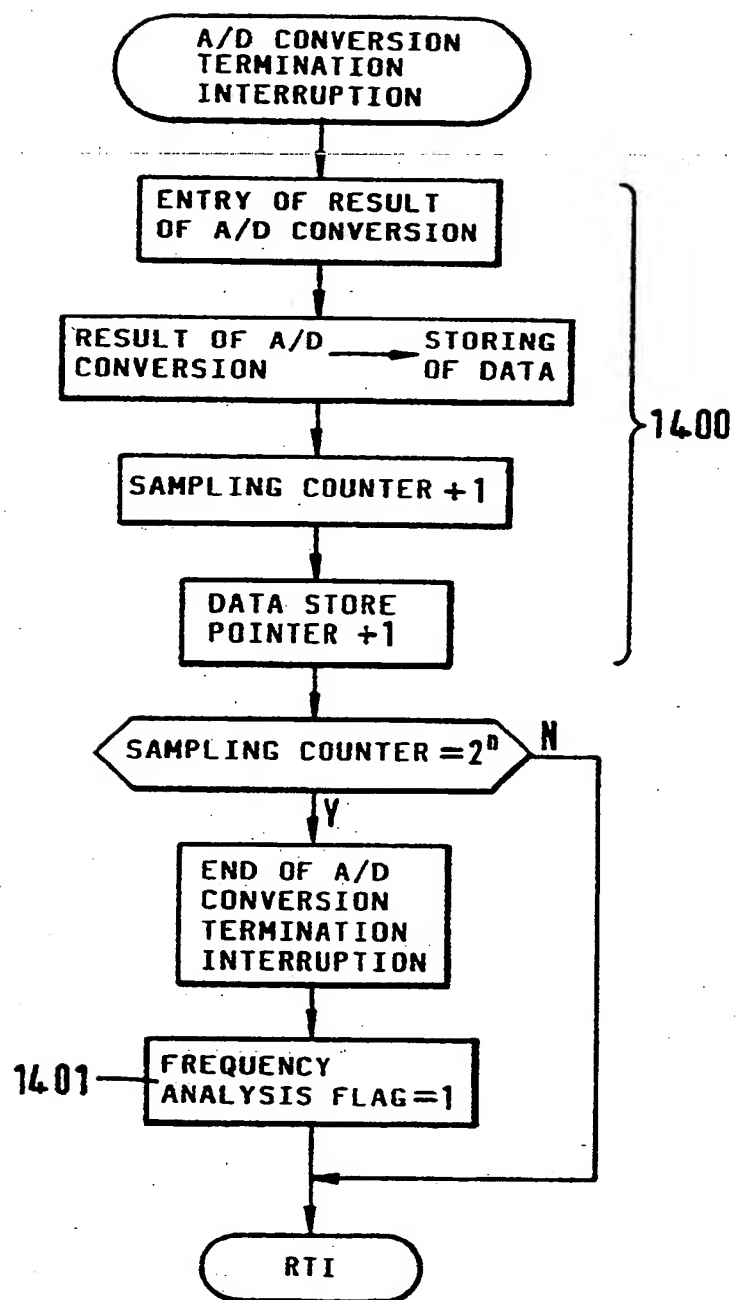 A/D CONVERSION
TERMINATION
INTERRUPTION
ENTRY OF RESULT
OF A/D CONVERSION
RESULT OF A/D
CONVERSION
STORING
OF DATA
1400
SAMPLING COUNTER +1
DATA STORE
POINTER +1
SAMPLING COUNTER =2ⁿ
N
Y
END OF A/D
CONVERSION
TERMINATION
INTERRUPTION
1401
FREQUENCY
ANALYSIS FLAG=1
RTI